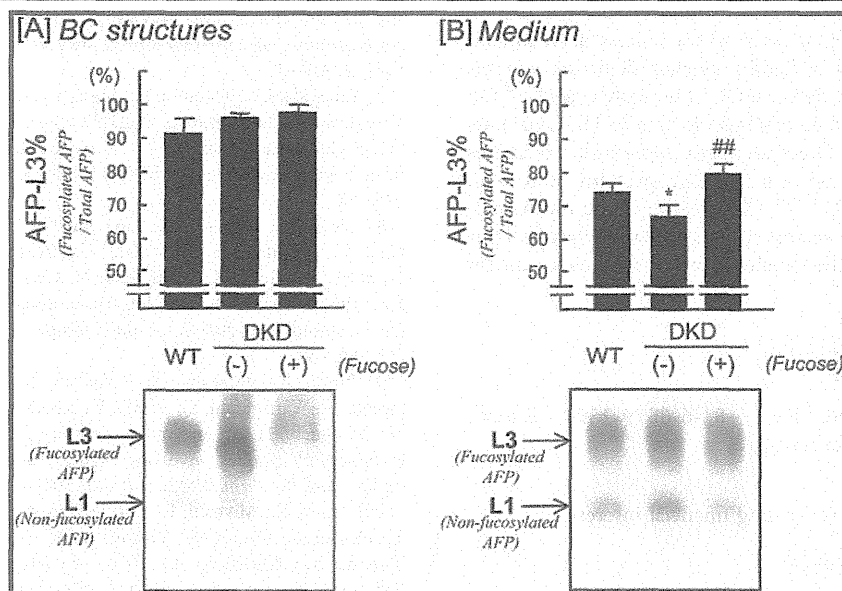 [A] BC structures
(%)
100
90
80
70
60
50
AFP-L3%
(Fucosylated AFP
/ Total AFP)
DKD
WT (-) (+) (Fucose)
L3
(Fucosylated
AFP)
L1
(Non-fucosylated
AFP)
[B] Medium
(%)
100
80
70
60
50
AFP-L3%
(Fucosylated AFP
/ Total AFP)
*
##
DKD
WT (-) (+) (Fucose)
L3
(Fucosylated
AFP)
L1
(Non-fucosylated
AFP)